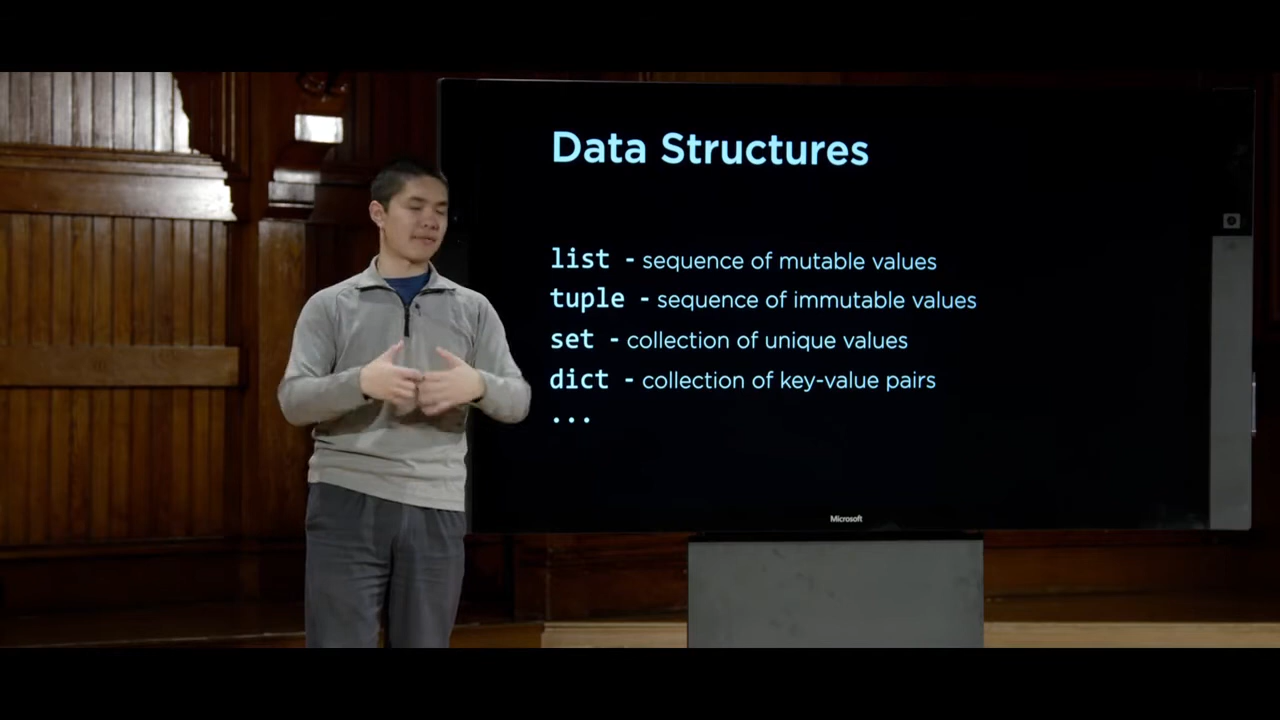 Data Structures
list - sequence of mutable values
tuple - sequence of immutable values
set - collection of unique values
dict - collection of key-value pairs
...
Microsoft